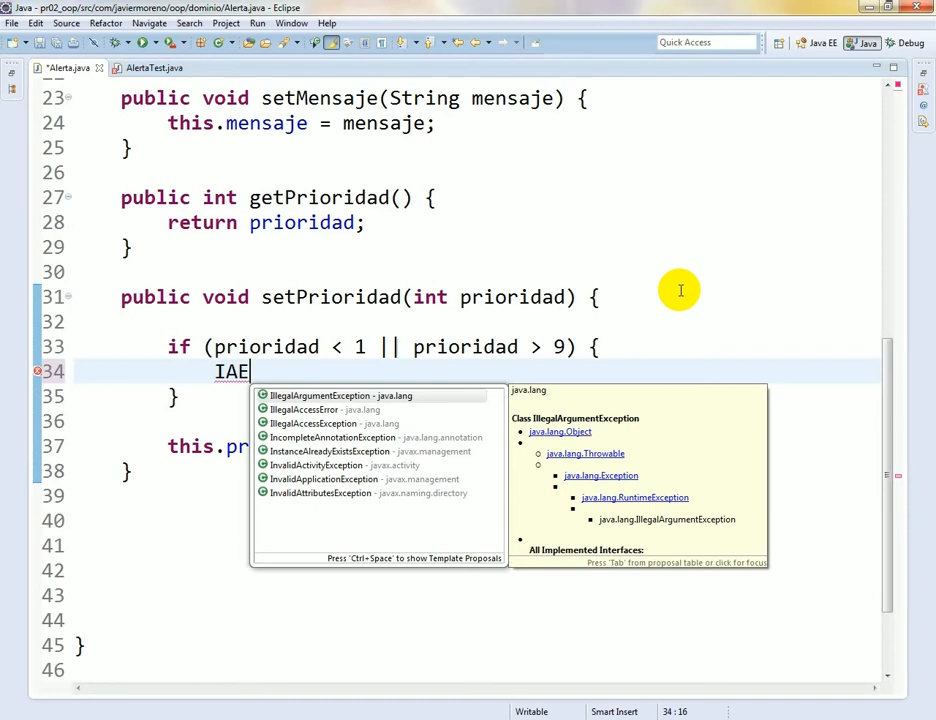 Java - pr02_oop/src/com/javiermoreno/oop/dominio/Alerta.java - Eclipse
File Edit Source Refactor Navigate Search Project Run Window Help
Quick Access Java EE Java Debug
*Alerta.java AlertaTest.java
22
23 public void setMensaje(String mensaje) {
24 this.mensaje = mensaje;
25 }
26
27 public int getPrioridad() {
28 return prioridad;
29 }
30
31 public void setPrioridad(int prioridad) {
32
33 if (prioridad < 1 || prioridad > 9) {
34 IAE
35 }
36
37 this.pr
38 }
39
40
41
42
43
44
45 }
46
IllegalArgumentException - java.lang
IllegalAccessError - java.lang
IllegalAccessException - java.lang
IncompleteAnnotationException - java.lang.annotation
InstanceAlreadyExistsException - javax.management
InvalidActivityException - javax.activity
InvalidApplicationException - javax.management
InvalidAttributesException - javax.naming.directory
Press 'Ctrl+Space' to show Template Proposals
java.lang
Class IllegalArgumentException
java.lang.Object
java.lang.Throwable
java.lang.Exception
java.lang.RuntimeException
java.lang.IllegalArgumentException
All Implemented Interfaces:
Press 'Tab' from proposal table or click for focus
Writable Smart Insert 34 : 16